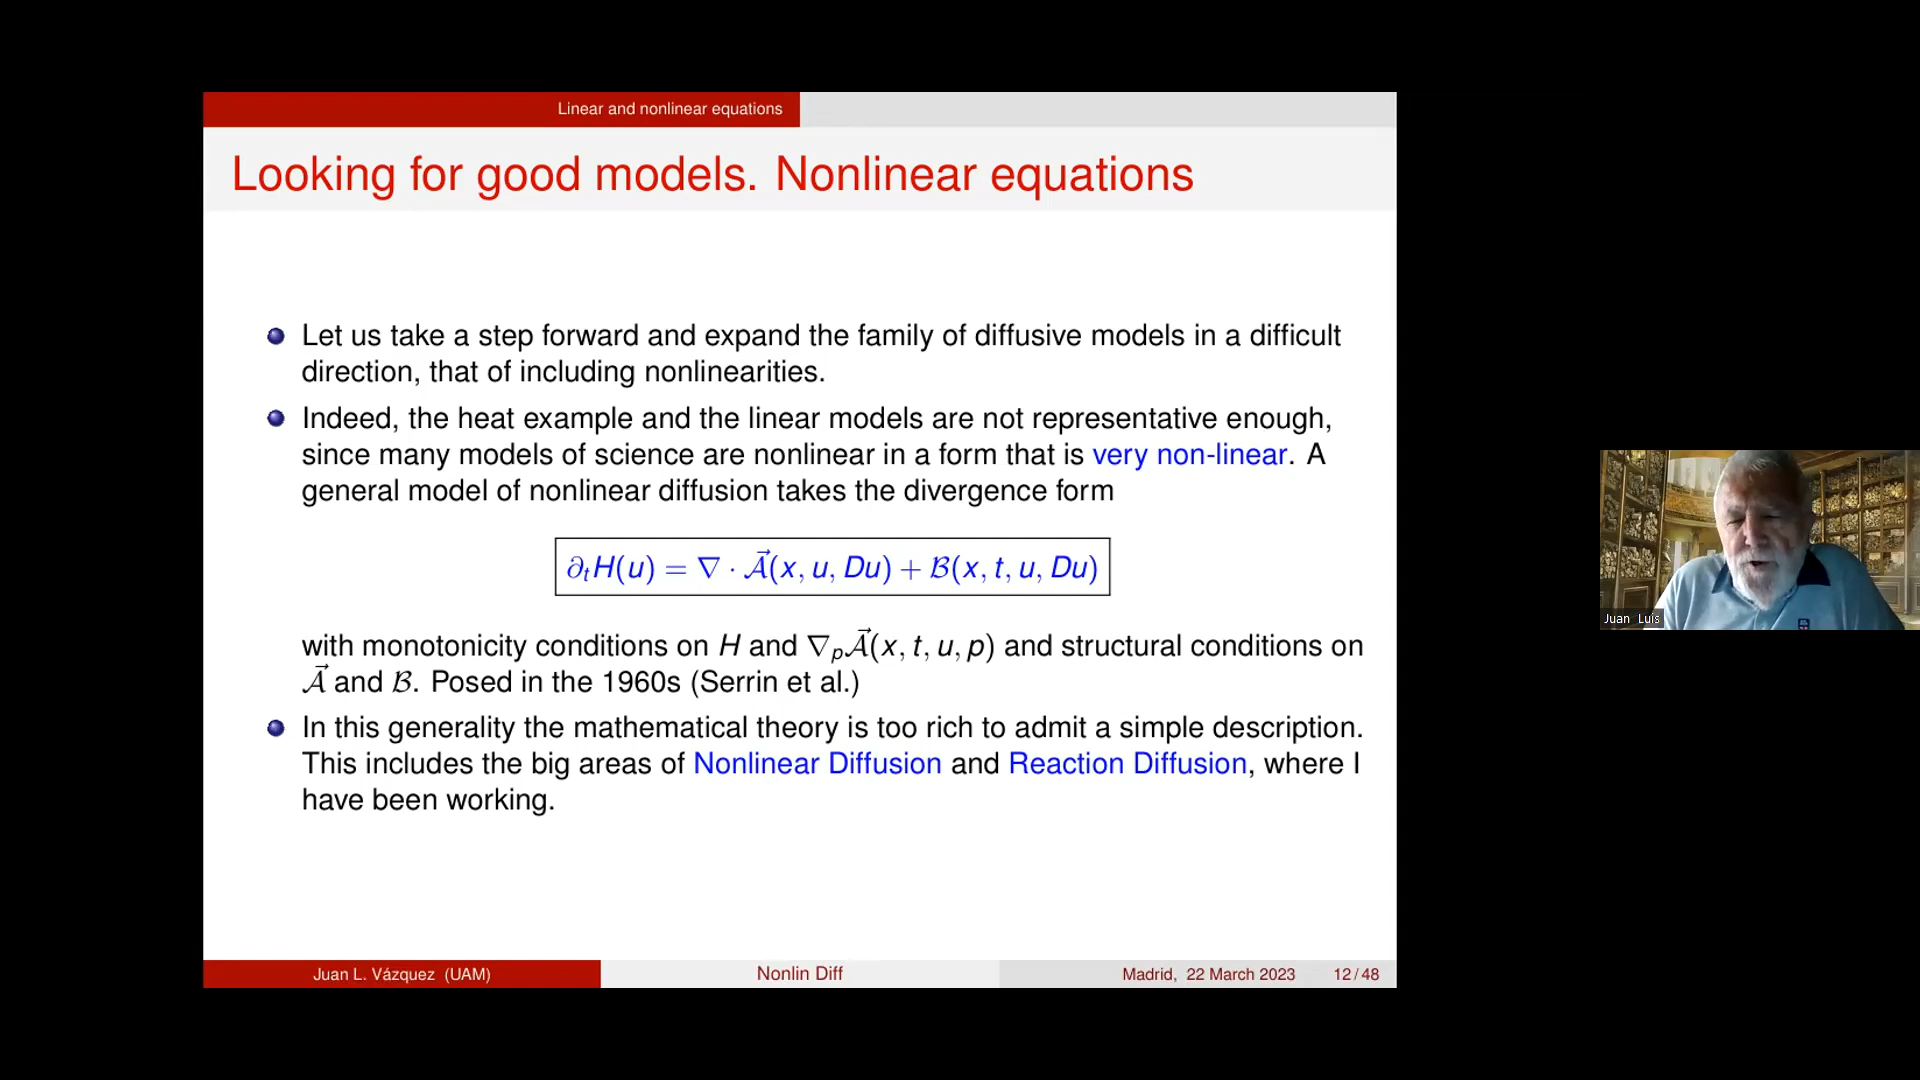 Linear and nonlinear equations
Looking for good models. Nonlinear equations
Let us take a step forward and expand the family of diffusive models in a difficult
direction, that of including nonlinearities.
Indeed, the heat example and the linear models are not representative enough,
since many models of science are nonlinear in a form that is very non-linear. A
general model of nonlinear diffusion takes the divergence form
∂ₜH(u) = ∇ · 𝒜⃗(x, u, Du) + ℬ(x, t, u, Du)
with monotonicity conditions on H and ∇ₚ𝒜⃗(x, t, u, p) and structural conditions on
𝒜⃗ and ℬ. Posed in the 1960s (Serrin et al.)
In this generality the mathematical theory is too rich to admit a simple description.
This includes the big areas of Nonlinear Diffusion and Reaction Diffusion, where I
have been working.
Juan Luis
Juan L. Vázquez (UAM) Nonlin Diff Madrid, 22 March 2023 12 / 48